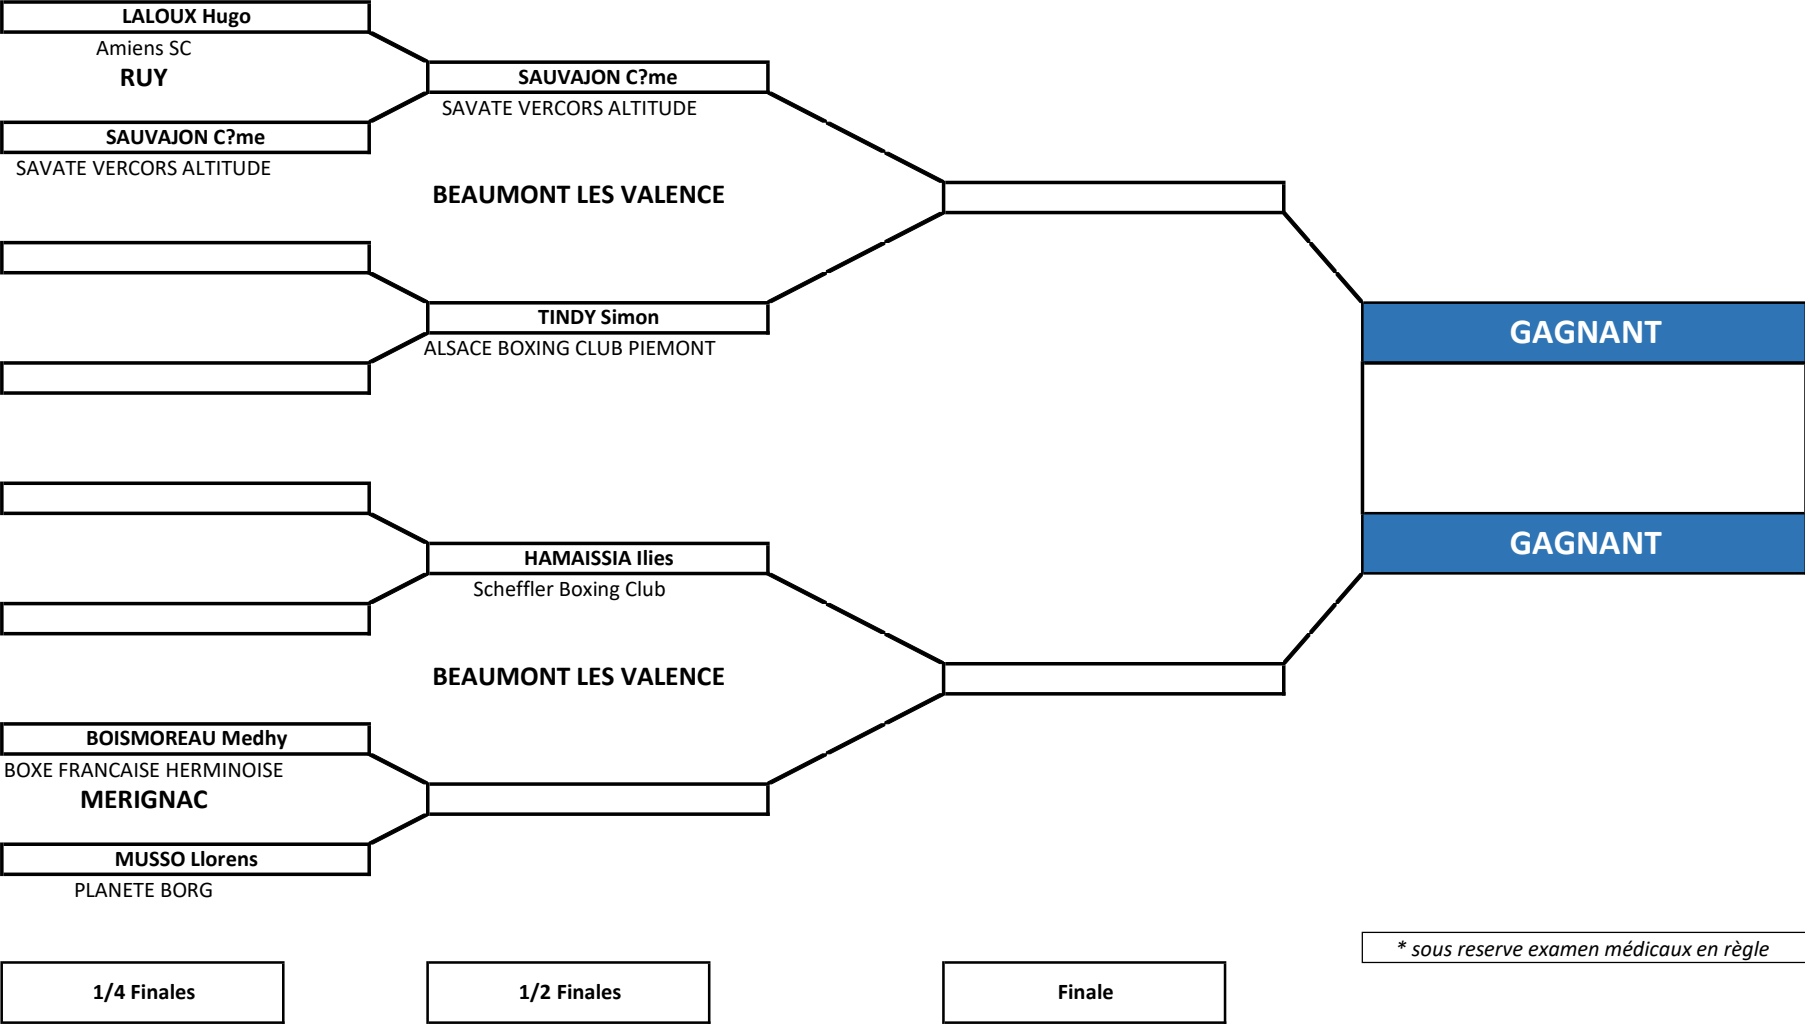 LALOUX Hugo
Amiens SC
RUY
SAUVAJON C?me
SAVATE VERCORS ALTITUDE
SAUVAJON C?me
SAVATE VERCORS ALTITUDE
BEAUMONT LES VALENCE
TINDY Simon
ALSACE BOXING CLUB PIEMONT
GAGNANT
GAGNANT
HAMAISSIA Ilies
Scheffler Boxing Club
BEAUMONT LES VALENCE
BOISMOREAU Medhy
BOXE FRANCAISE HERMINOISE
MERIGNAC
MUSSO Llorens
PLANETE BORG
* sous reserve examen médicaux en règle
1/4 Finales
1/2 Finales
Finale